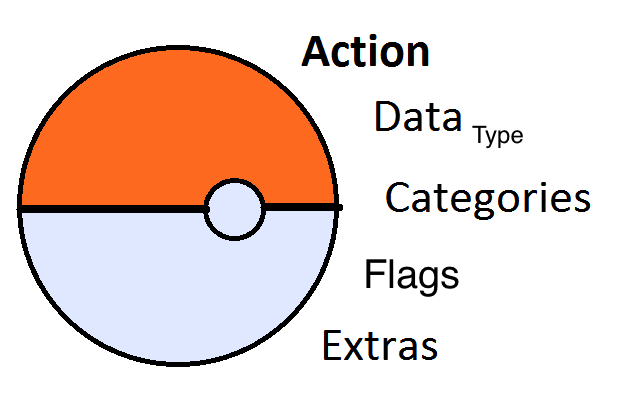 Action
Data Type
Categories
Flags
Extras